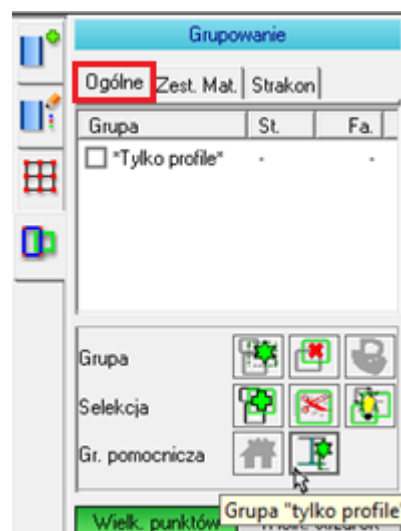 Grupowanie
Ogólne Zest. Mat. Strakon
Grupa St. Fa.
*Tylko profile* - -
Grupa
Selekcja
Gr. pomocnicza
Grupa "tylko profile
Wielk. punktów